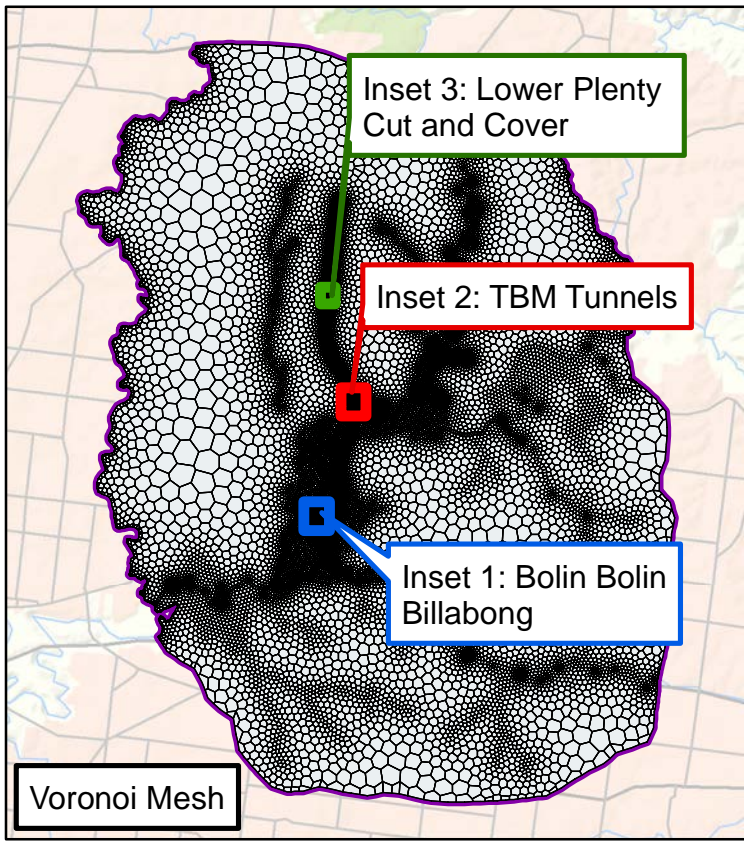 Inset 3: Lower Plenty
Cut and Cover
Inset 2: TBM Tunnels
Inset 1: Bolin Bolin
Billabong
Voronoi Mesh